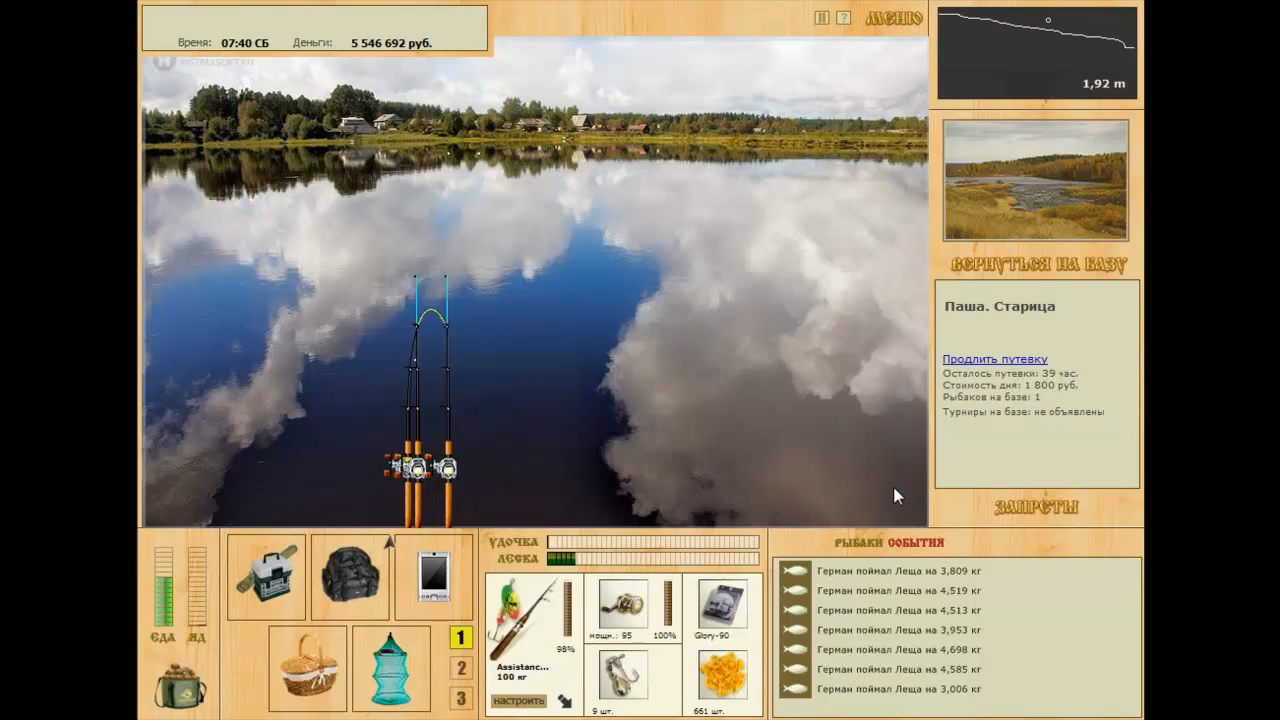 Время: 07:40 СБ Деньги: 5 546 692 руб.
II ? МЕНЮ
INSTALLSOFT.RU
1,92 m
ВЕРНУТЬСЯ НА БАЗУ
Паша. Старица
Продлить путевку
Осталось путевки: 39 час.
Стоимость дня: 1 800 руб.
Рыбаков на базе: 1
Турниры на базе: не объявлены
ЗАПРЕТЫ
ЕДА
1
2
3
УДОЧКА
ЛЕСКА
98%
Assistanc...
100 кг
НАСТРОИТЬ
мощн.: 95 100%
Glory-90
9 шт.
661 шт.
РЫБАКИ СОБЫТИЯ
Герман поймал Леща на 3,809 кг
Герман поймал Леща на 4,519 кг
Герман поймал Леща на 4,513 кг
Герман поймал Леща на 3,953 кг
Герман поймал Леща на 4,698 кг
Герман поймал Леща на 4,585 кг
Герман поймал Леща на 3,006 кг